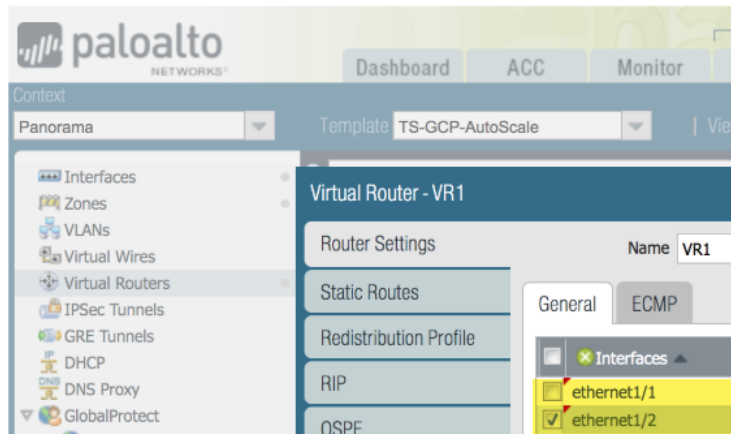 paloalto
NETWORKS®
Dashboard ACC Monitor
Context
Panorama Template TS-GCP-AutoScale
Interfaces
Zones
VLANs
Virtual Wires
Virtual Routers
IPSec Tunnels
GRE Tunnels
DHCP
DNS Proxy
GlobalProtect
Virtual Router - VR1
Router Settings
Static Routes
Redistribution Profile
RIP
OSPF
Name VR1
General ECMP
Interfaces
ethernet1/1
ethernet1/2